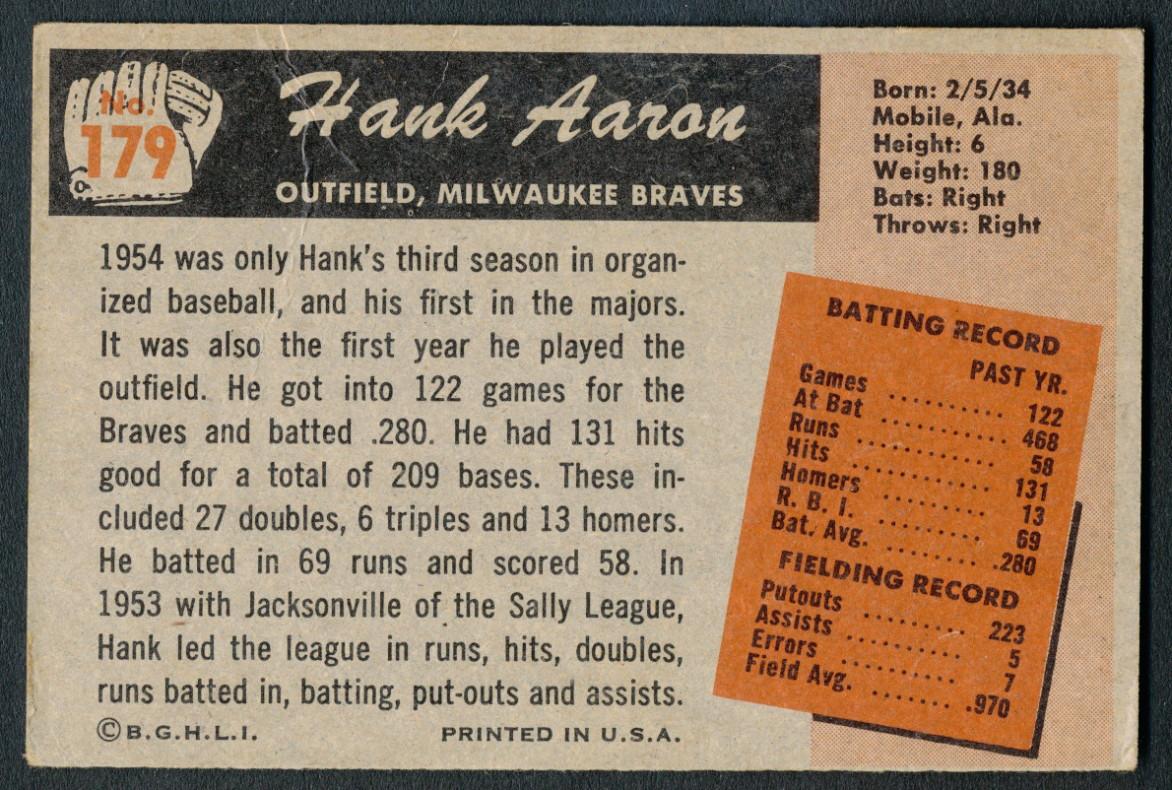 No.
179
Hank Aaron
OUTFIELD, MILWAUKEE BRAVES
Born: 2/5/34
Mobile, Ala.
Height: 6
Weight: 180
Bats: Right
Throws: Right
1954 was only Hank's third season in organ-
ized baseball, and his first in the majors.
It was also the first year he played the
outfield. He got into 122 games for the
Braves and batted .280. He had 131 hits
good for a total of 209 bases. These in-
cluded 27 doubles, 6 triples and 13 homers.
He batted in 69 runs and scored 58. In
1953 with Jacksonville of the Sally League,
Hank led the league in runs, hits, doubles,
runs batted in, batting, put-outs and assists.
© B.G.H.L.I. PRINTED IN U.S.A.
BATTING RECORD
PAST YR.
Games .......... 122
At Bat ........... 468
Runs ............ 58
Hits ............ 131
Homers ......... 13
R. B. I. ......... 69
Bat. Avg. ....... .280
FIELDING RECORD
Putouts ........ 223
Assists ......... 5
Errors ......... 7
Field Avg. ....... .970